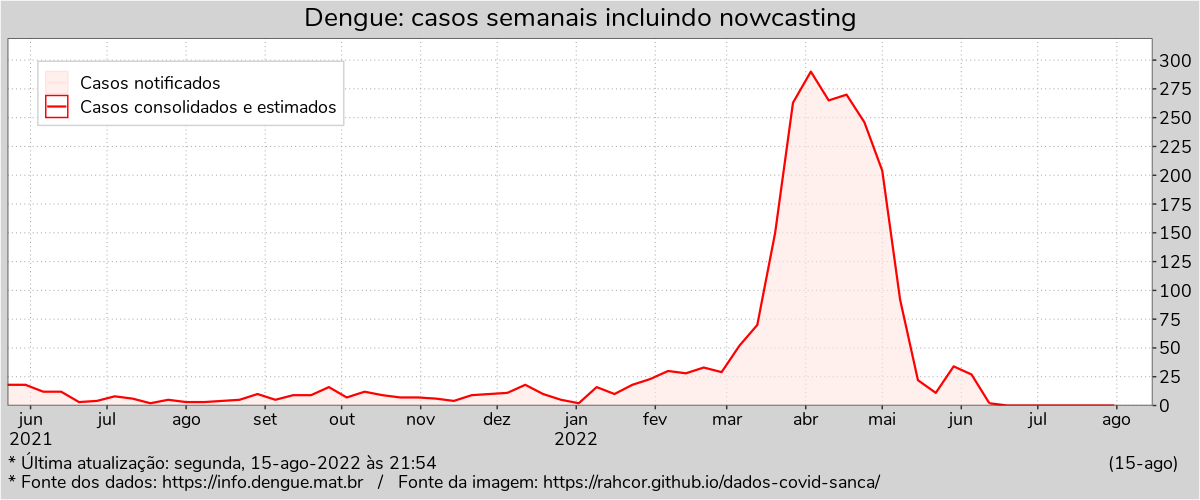 Dengue: casos semanais incluindo nowcasting
Casos notificados
Casos consolidados e estimados
300
275
250
225
200
175
150
125
100
75
50
25
0
jun jul ago set out nov dez jan fev mar abr mai jun jul ago
2021 2022
* Última atualização: segunda, 15-ago-2022 às 21:54 (15-ago)
* Fonte dos dados: https://info.dengue.mat.br / Fonte da imagem: https://rahcor.github.io/dados-covid-sanca/